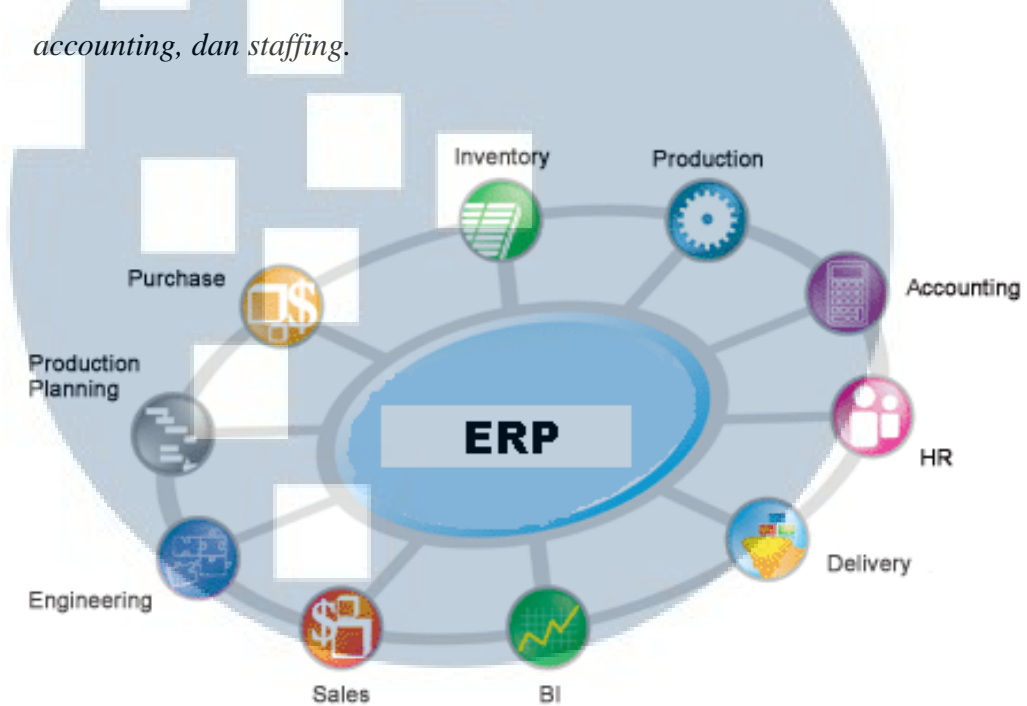 accounting, dan staffing.
Inventory
Production
Purchase
Accounting
Production
Planning
ERP
HR
Delivery
Engineering
Sales
BI